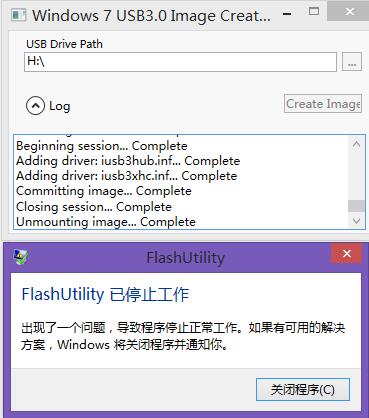 Windows 7 USB3.0 Image Creat...
USB Drive Path
H:\
...
Log
Create Image
Beginning session... Complete
Adding driver: iusb3hub.inf... Complete
Adding driver: iusb3xhc.inf... Complete
Committing image... Complete
Closing session... Complete
Unmounting image... Complete
FlashUtility
FlashUtility 已停止工作
出现了一个问题，导致程序停止正常工作。如果有可用的解决
方案，Windows 将关闭程序并通知你。
关闭程序(C)